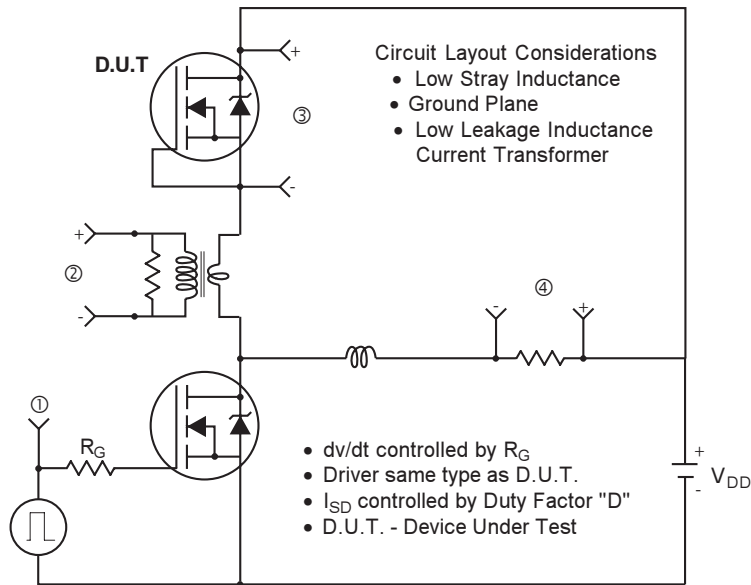 D.U.T
+
③
-
Circuit Layout Considerations
• Low Stray Inductance
• Ground Plane
• Low Leakage Inductance
Current Transformer
+
②
-
-
④
+
①
R_G
• dv/dt controlled by R_G
• Driver same type as D.U.T.
• I_SD controlled by Duty Factor "D"
• D.U.T. - Device Under Test
+
V_DD
-